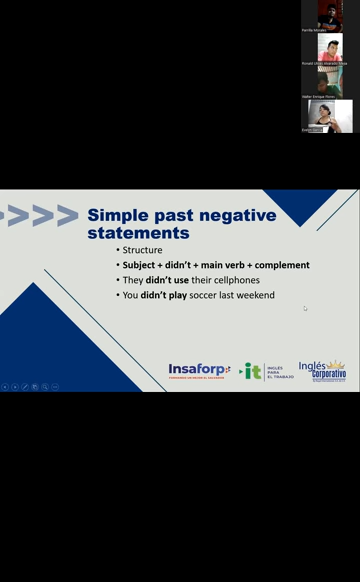 Simple past negative
statements
• Structure
• Subject + didn't + main verb + complement
• They didn't use their cellphones
• You didn't play soccer last weekend
Insaforp
it
INGLÉS
PARA
EL TRABAJO
Inglés
Corporativo